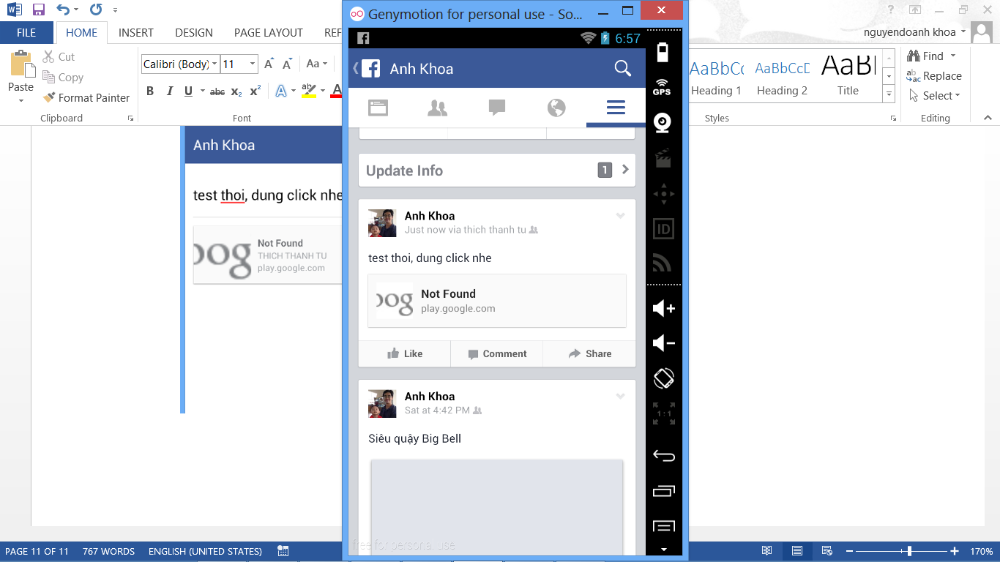 Genymotion for personal use - So...
?
FILE
HOME
INSERT
DESIGN
PAGE LAYOUT
REF
nguyendoanh khoa
Paste
Cut
Copy
Format Painter
Clipboard
Calibri (Body)
11
A
A
Aa
B
I
U
abc
x₂
x²
A
ab
A
Font
AaBbCc
AaBbCcD
AaBb
Heading 1
Heading 2
Title
Styles
Find
Replace
Select
Editing
Anh Khoa
test thoi, dung click nhe
oog
Not Found
THICH THANH TU
play.google.com
6:57
Anh Khoa
Update Info
1
Anh Khoa
Just now via thich thanh tu
test thoi, dung click nhe
oog
Not Found
play.google.com
Like
Comment
Share
Anh Khoa
Sat at 4:42 PM
Siêu quậy Big Bell
free for personal use
GPS
ID
1:1
PAGE 11 OF 11
767 WORDS
ENGLISH (UNITED STATES)
170%